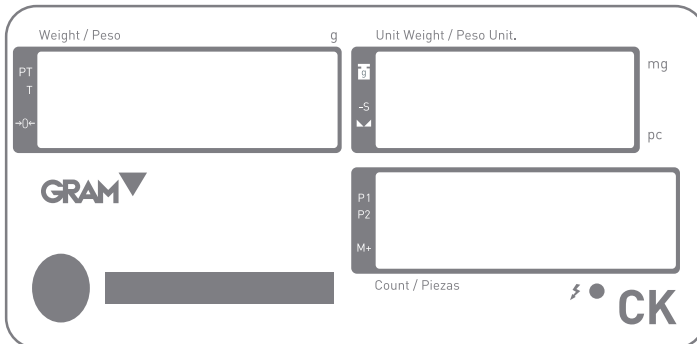 Weight / Peso g
Unit Weight / Peso Unit.
PT
T
→0←
g
-S
mg
pc
GRAM
P1
P2
M+
Count / Piezas
CK